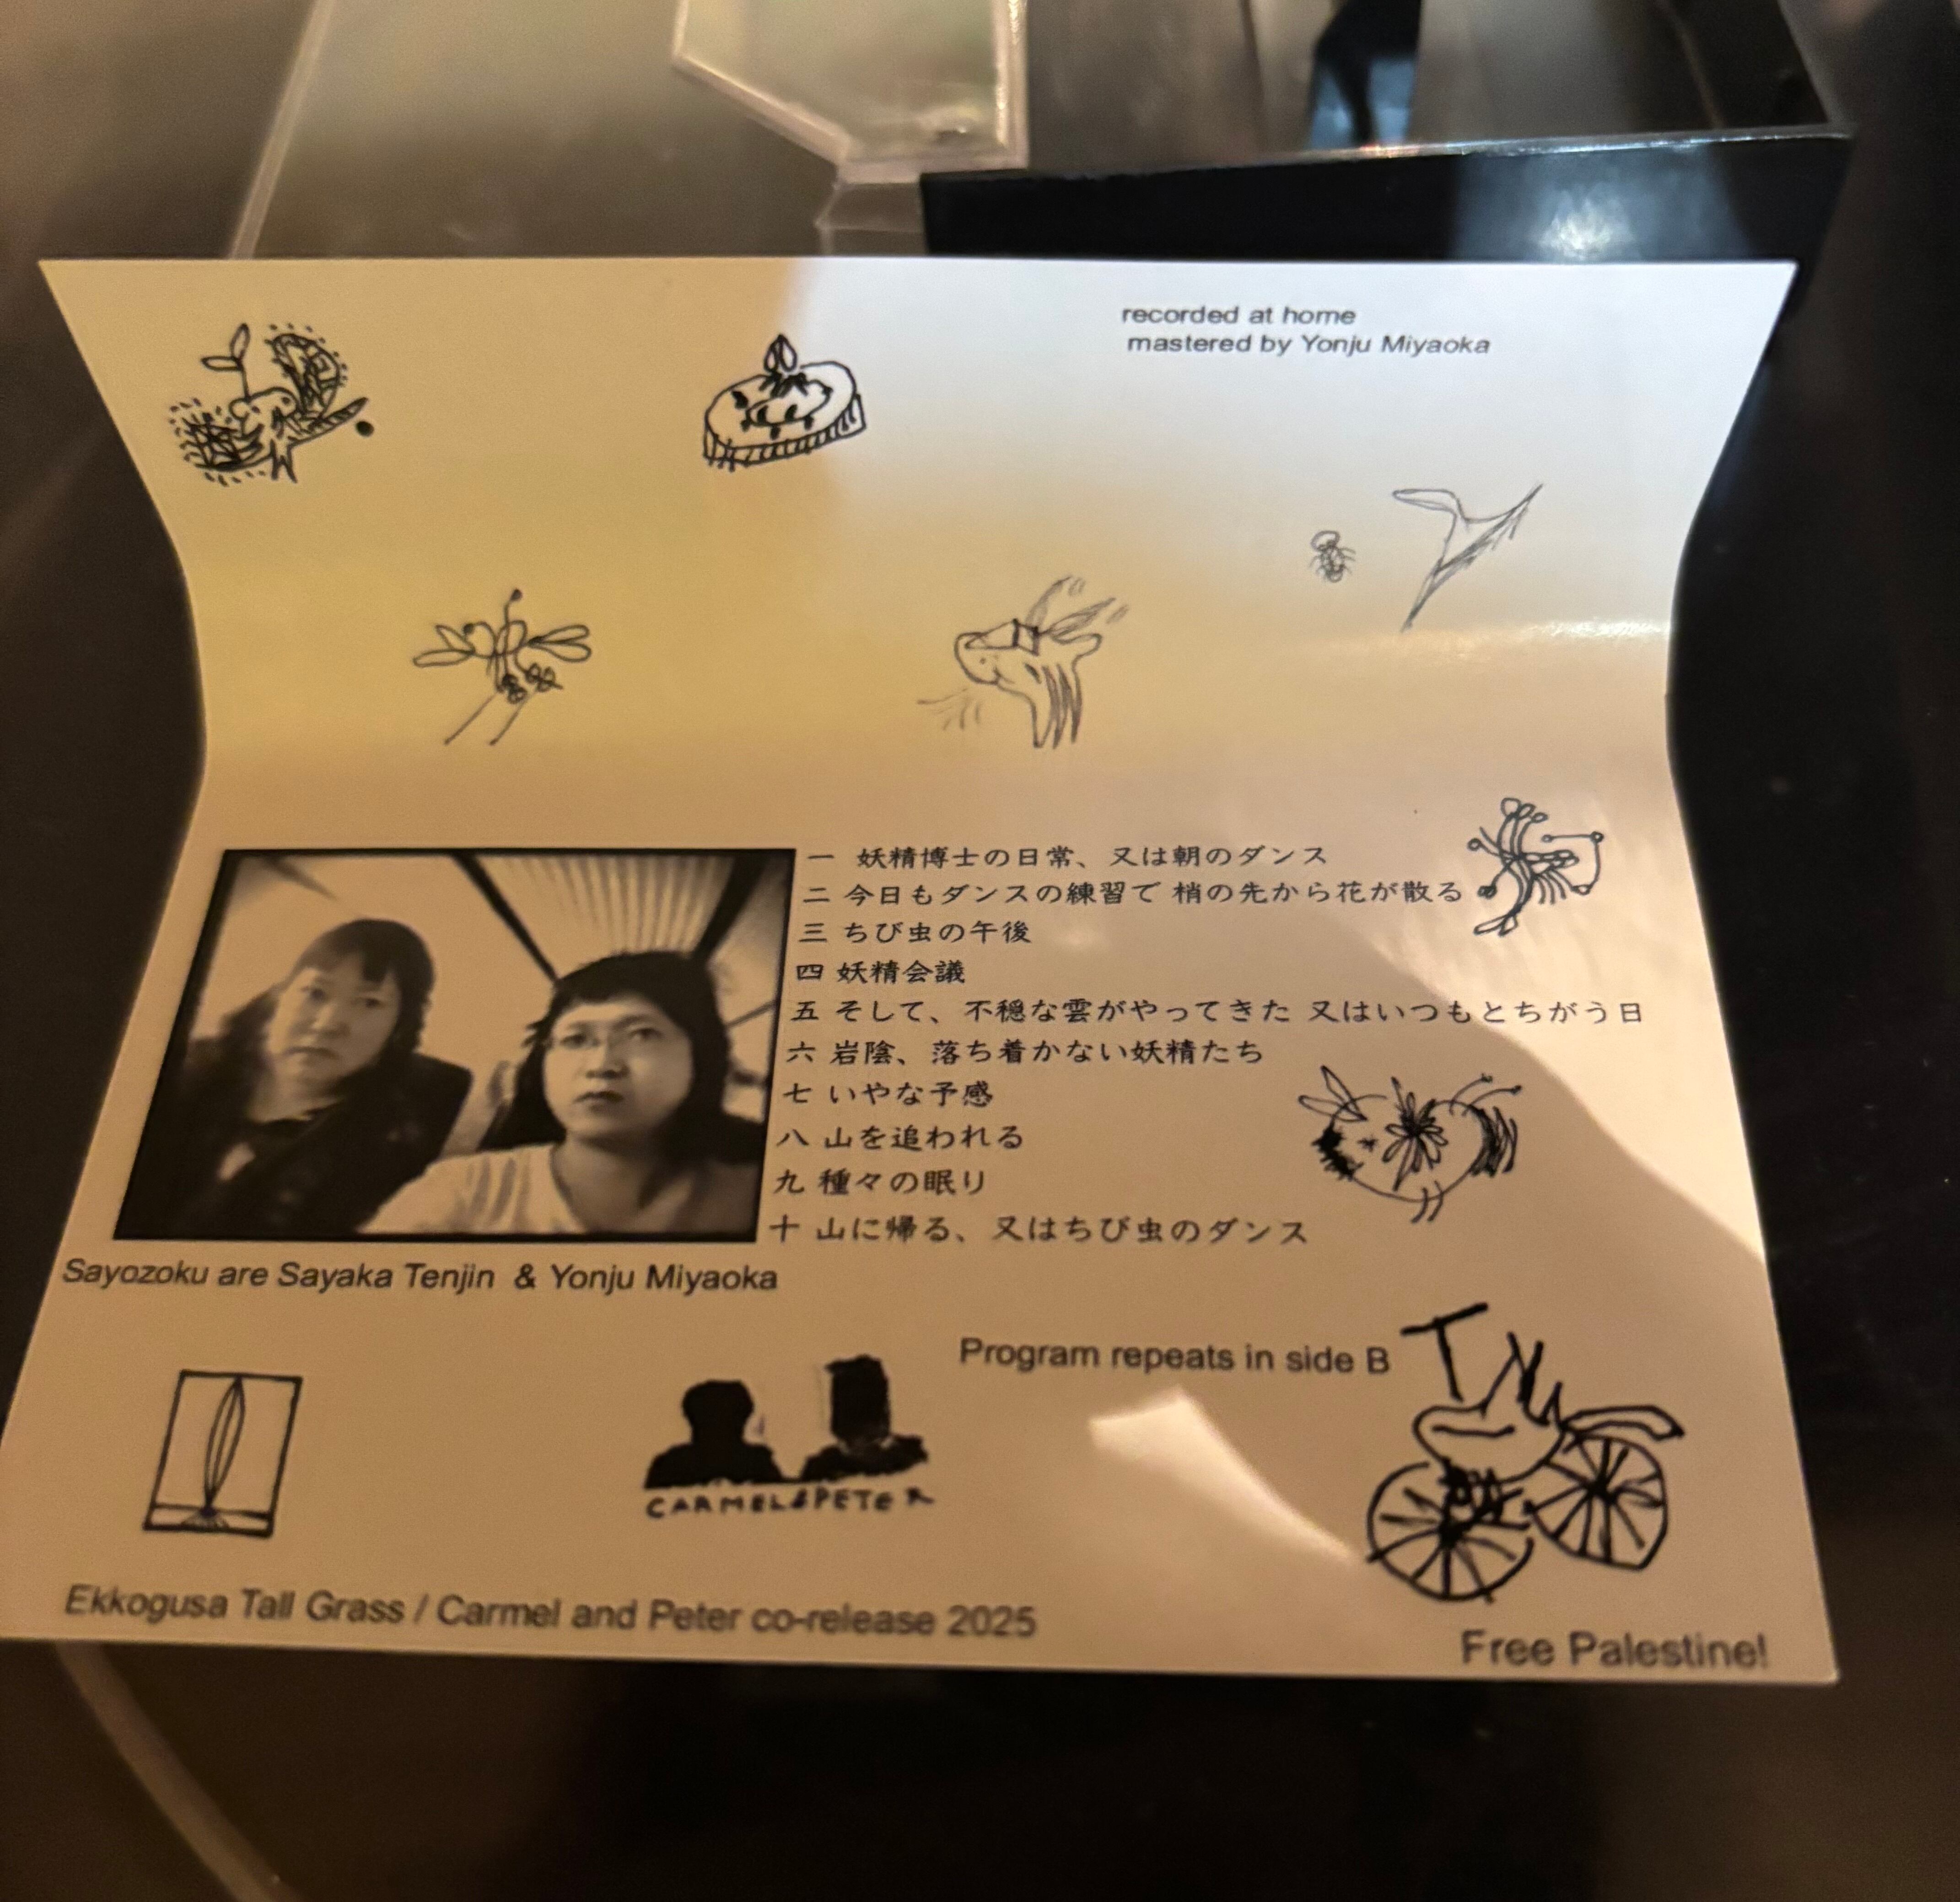 recorded at home
mastered by Yonju Miyaoka
一 妖精博士の日常、又は朝のダンス
二 今日もダンスの練習で 梢の先から花が散る
三 ちび虫の午後
四 妖精会議
五 そして、不穏な雲がやってきた 又はいつもとちがう日
六 岩陰、落ち着かない妖精たち
七 いやな予感
八 山を追われる
九 種々の眠り
十 山に帰る、又はちび虫のダンス
Sayozoku are Sayaka Tenjin & Yonju Miyaoka
Program repeats in side B
CARMEL&PETER
Ekkogusa Tall Grass / Carmel and Peter co-release 2025
Free Palestine!